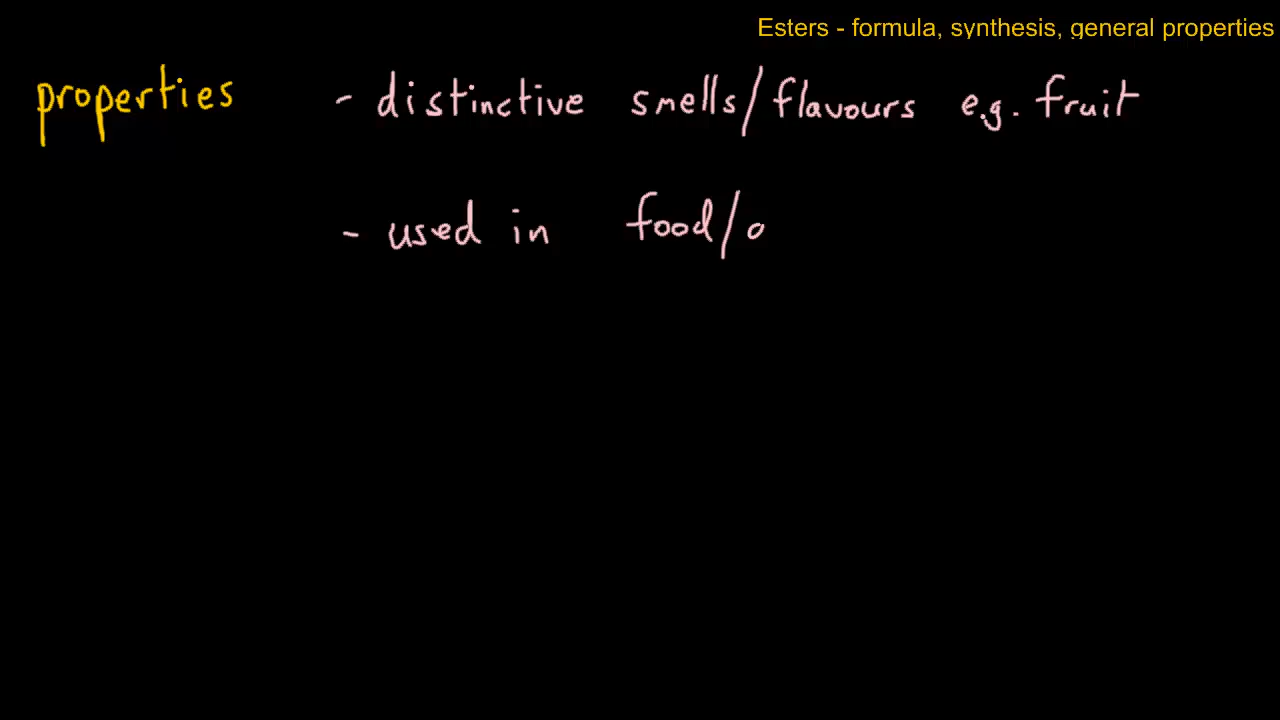 Esters - formula, synthesis, general properties
properties - distinctive smells/flavours e.g. fruit
- used in food/o